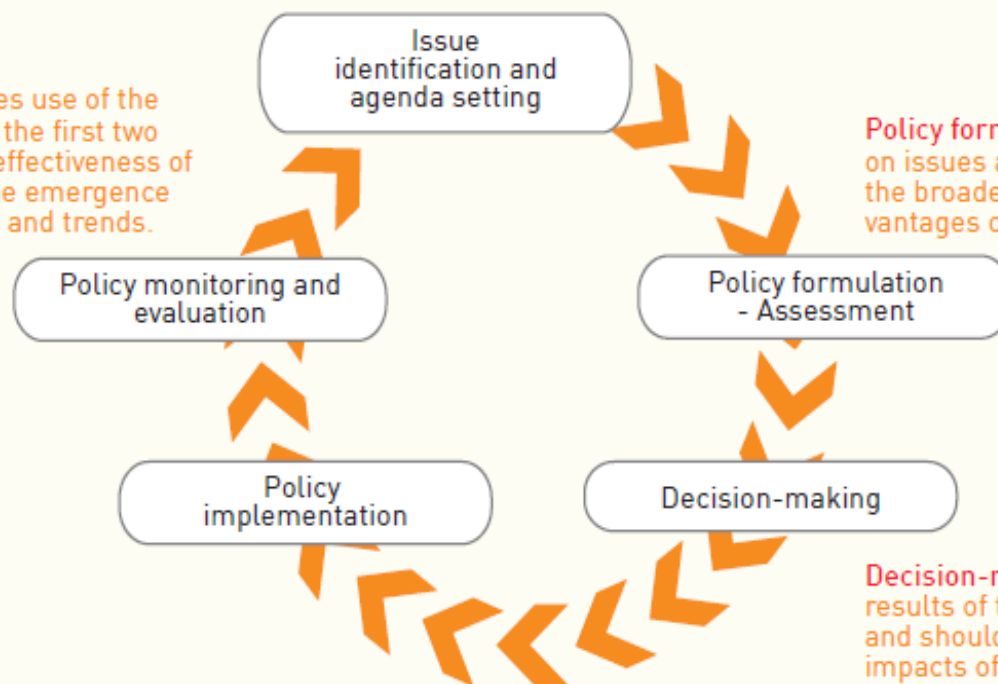 Issue
identification and
agenda setting
es use of the
the first two
effectiveness of
e emergence
and trends.
Policy form
on issues a
the broade
vantages o
Policy monitoring and
evaluation
Policy formulation
- Assessment
Policy
implementation
Decision-making
Decision-m
results of
and should
impacts of